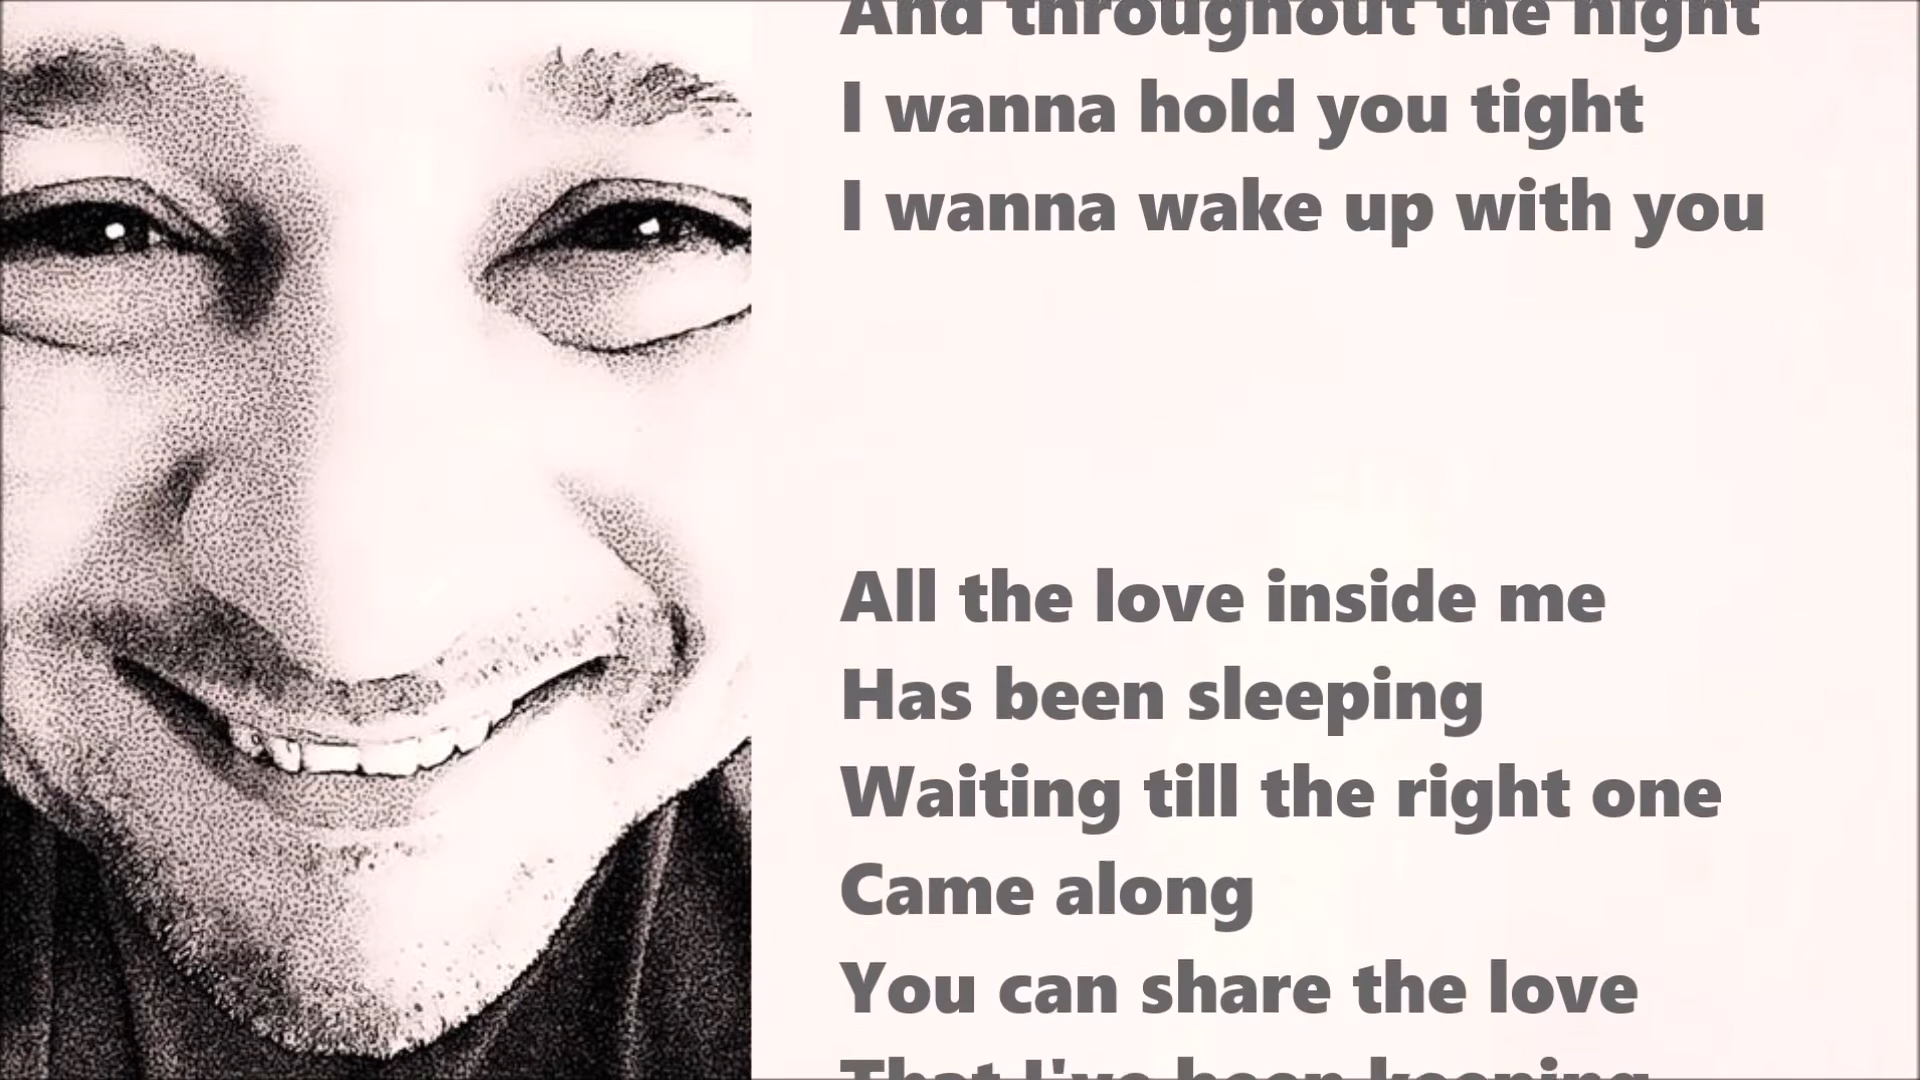 And throughout the night
I wanna hold you tight
I wanna wake up with you
All the love inside me
Has been sleeping
Waiting till the right one
Came along
You can share the love
That I've been keeping